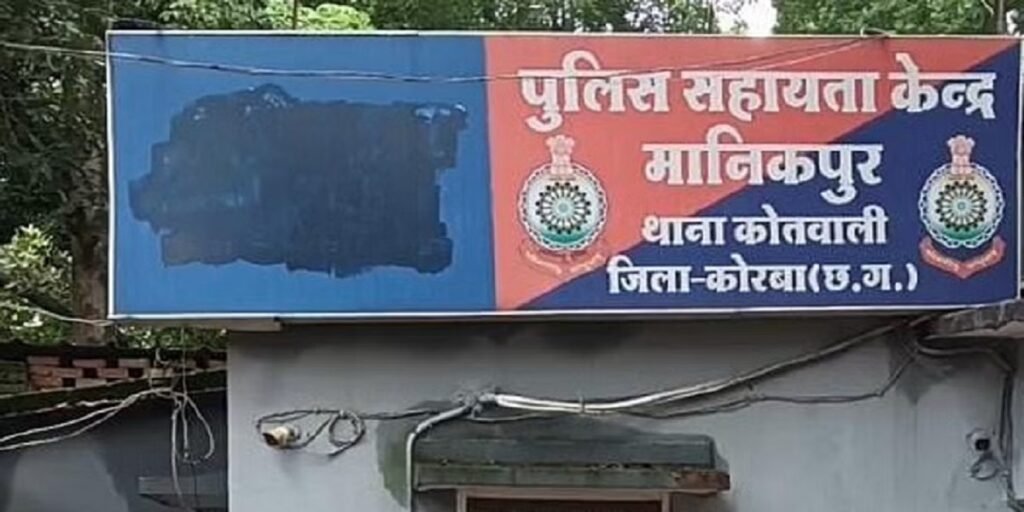 पुलिस सहायता केन्द्र
मानिकपुर
थाना कोतवाली
जिला-कोरबा(छ.ग.)